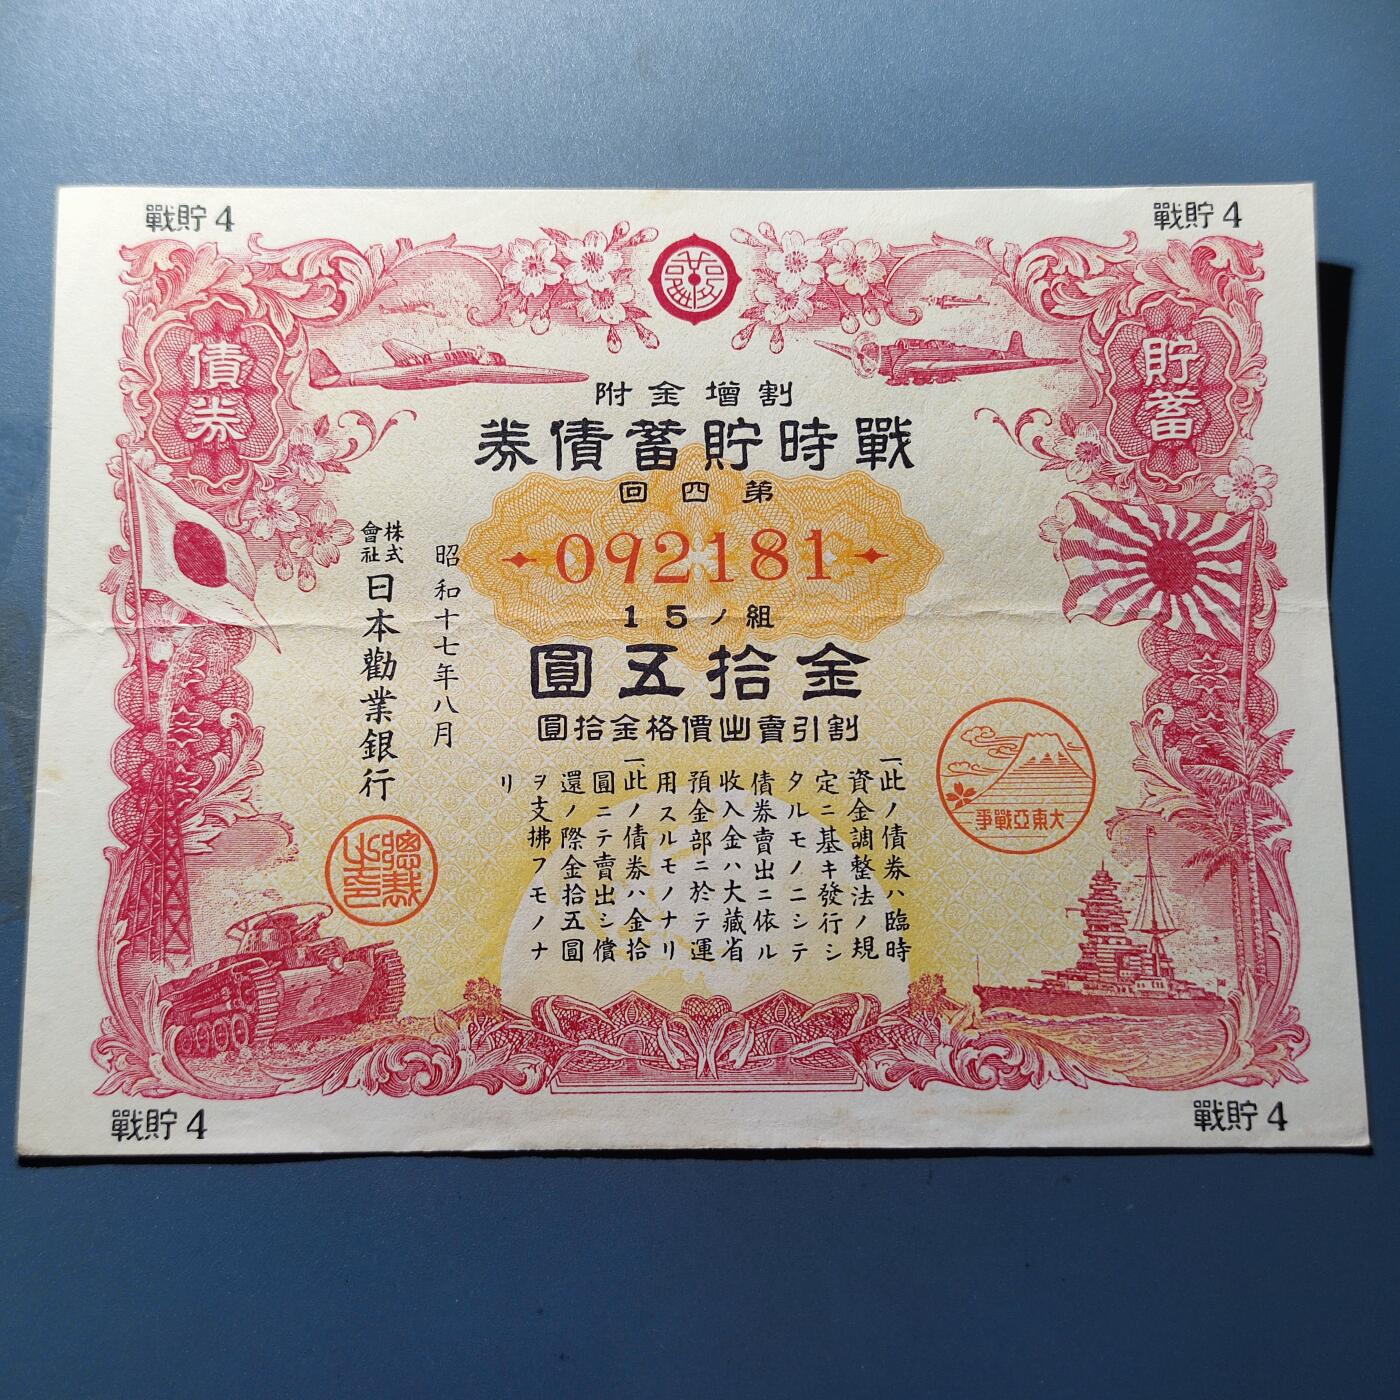 戰貯4
戰貯4
貯蓄
債券
割增金附
戰時貯蓄債券
第四回
092181
15ノ組
金拾五圓
割引賣出價格金拾圓
一、此ノ債券ハ臨時
資金調整法ノ規
定ニ基キ發行シ
タルモノニシテ
債券賣出ニ依ル
收入金ハ大藏省
預金部ニ於テ運
用スルモノナリ
一、此ノ債券ハ金拾
圓ニテ賣出シ償
還ノ際金拾五圓
ヲ支拂フモノナ
リ
昭和十七年八月
株式會社日本勸業銀行
總裁之印
大東亞戰爭
戰貯4
戰貯4